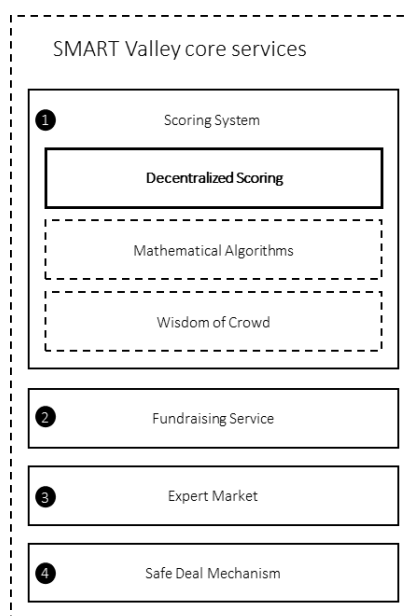 SMART Valley core services
1
Scoring System
Decentralized Scoring
Mathematical Algorithms
Wisdom of Crowd
2
Fundraising Service
3
Expert Market
4
Safe Deal Mechanism